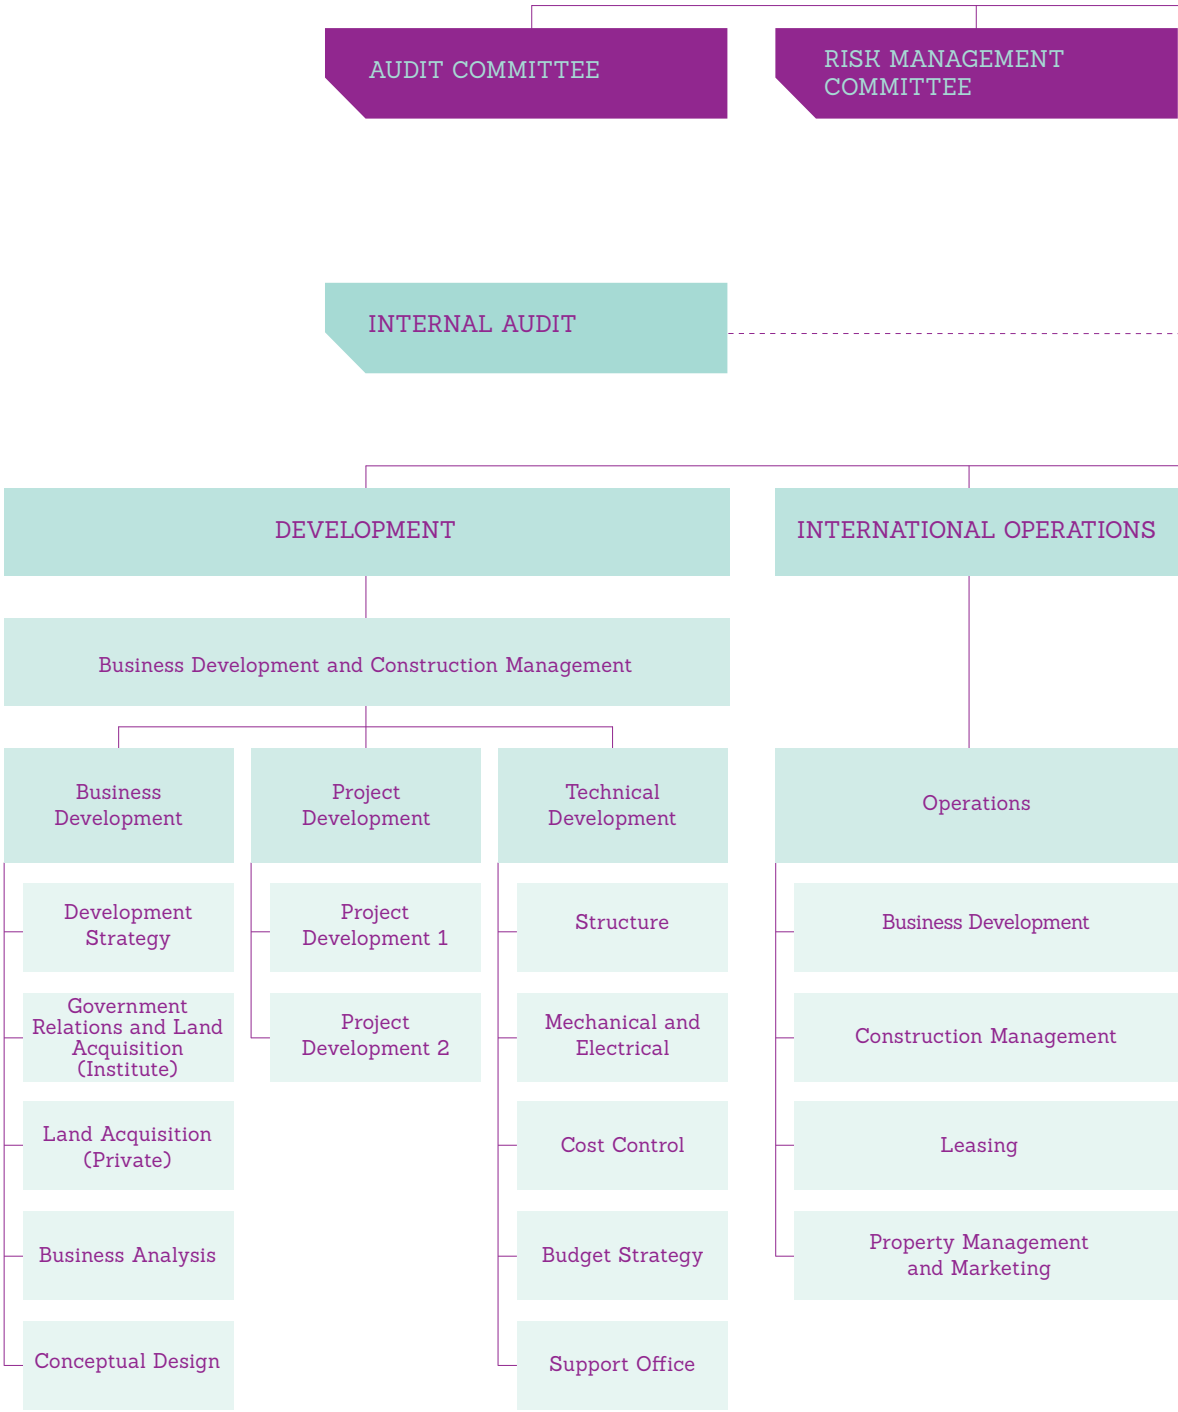 AUDIT COMMITTEE
RISK MANAGEMENT
COMMITTEE
INTERNAL AUDIT
DEVELOPMENT
INTERNATIONAL OPERATIONS
Business Development and Construction Management
Business
Development
Project
Development
Technical
Development
Operations
Development
Strategy
Project
Development 1
Structure
Business Development
Government
Relations and Land
Acquisition
(Institute)
Project
Development 2
Mechanical and
Electrical
Construction Management
Land Acquisition
(Private)
Cost Control
Leasing
Business Analysis
Budget Strategy
Property Management
and Marketing
Conceptual Design
Support Office